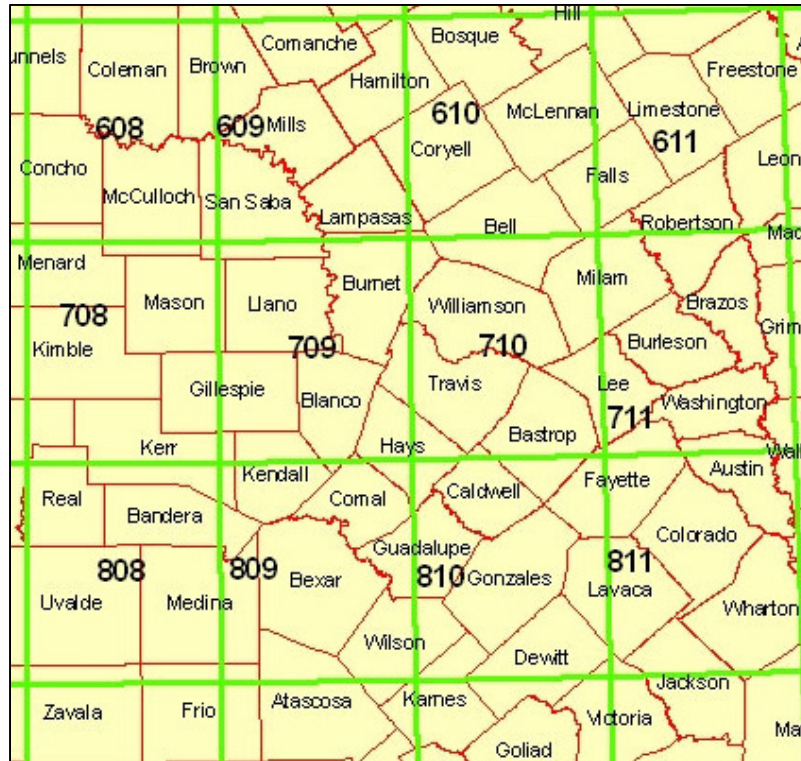 Hill
Bosque
Comanche
A
unnels
Coleman
Brown
Hamilton
Freestone
McLennan
Limestone
608
609
Mills
610
611
Coryell
Concho
Leon
Falls
McCulloch
San Saba
Lampasas
Robertson
Bell
Mad
Menard
Burnet
Milam
Mason
Llano
Williamson
Brazos
708
709
710
Grim
Kimble
Burleson
Gillespie
Travis
Lee
Blanco
Washington
711
Bastrop
Kerr
Hays
Wall
Kendall
Austin
Real
Comal
Caldwell
Fayette
Bandera
Colorado
Guadalupe
808
809
Bexar
810
Gonzales
811
Lavaca
Uvalde
Medina
Wharton
Wilson
Dewitt
Jackson
Zavala
Frio
Atascosa
Karnes
Victoria
Ma
Goliad